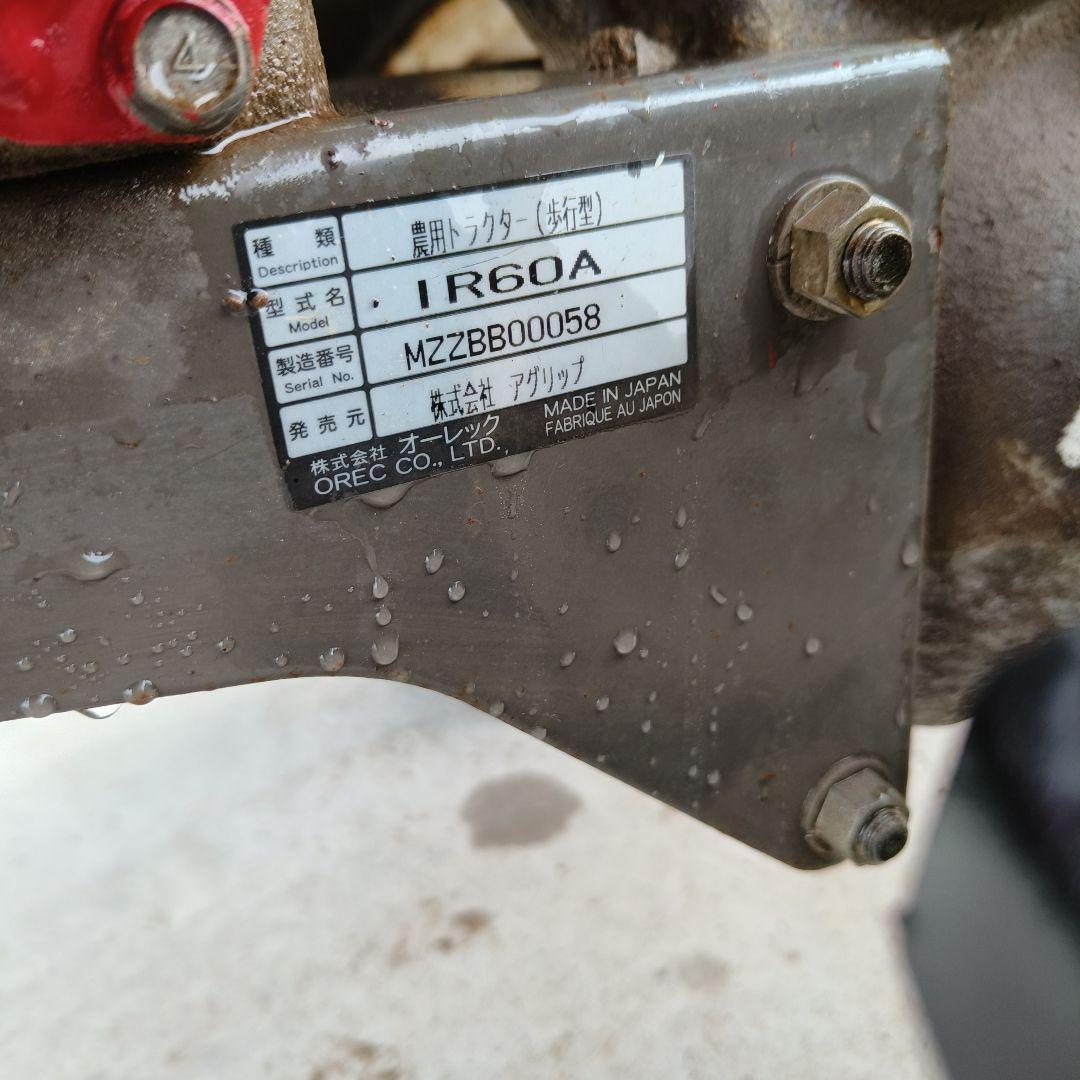 4
種類 農用トラクター(歩行型)
Description
型式名 IR60A
Model
製造番号 MZZBB00058
Serial No.
発売元 株式会社 アグリップ
株式会社 オーレック MADE IN JAPAN
OREC CO., LTD., FABRIQUE AU JAPON